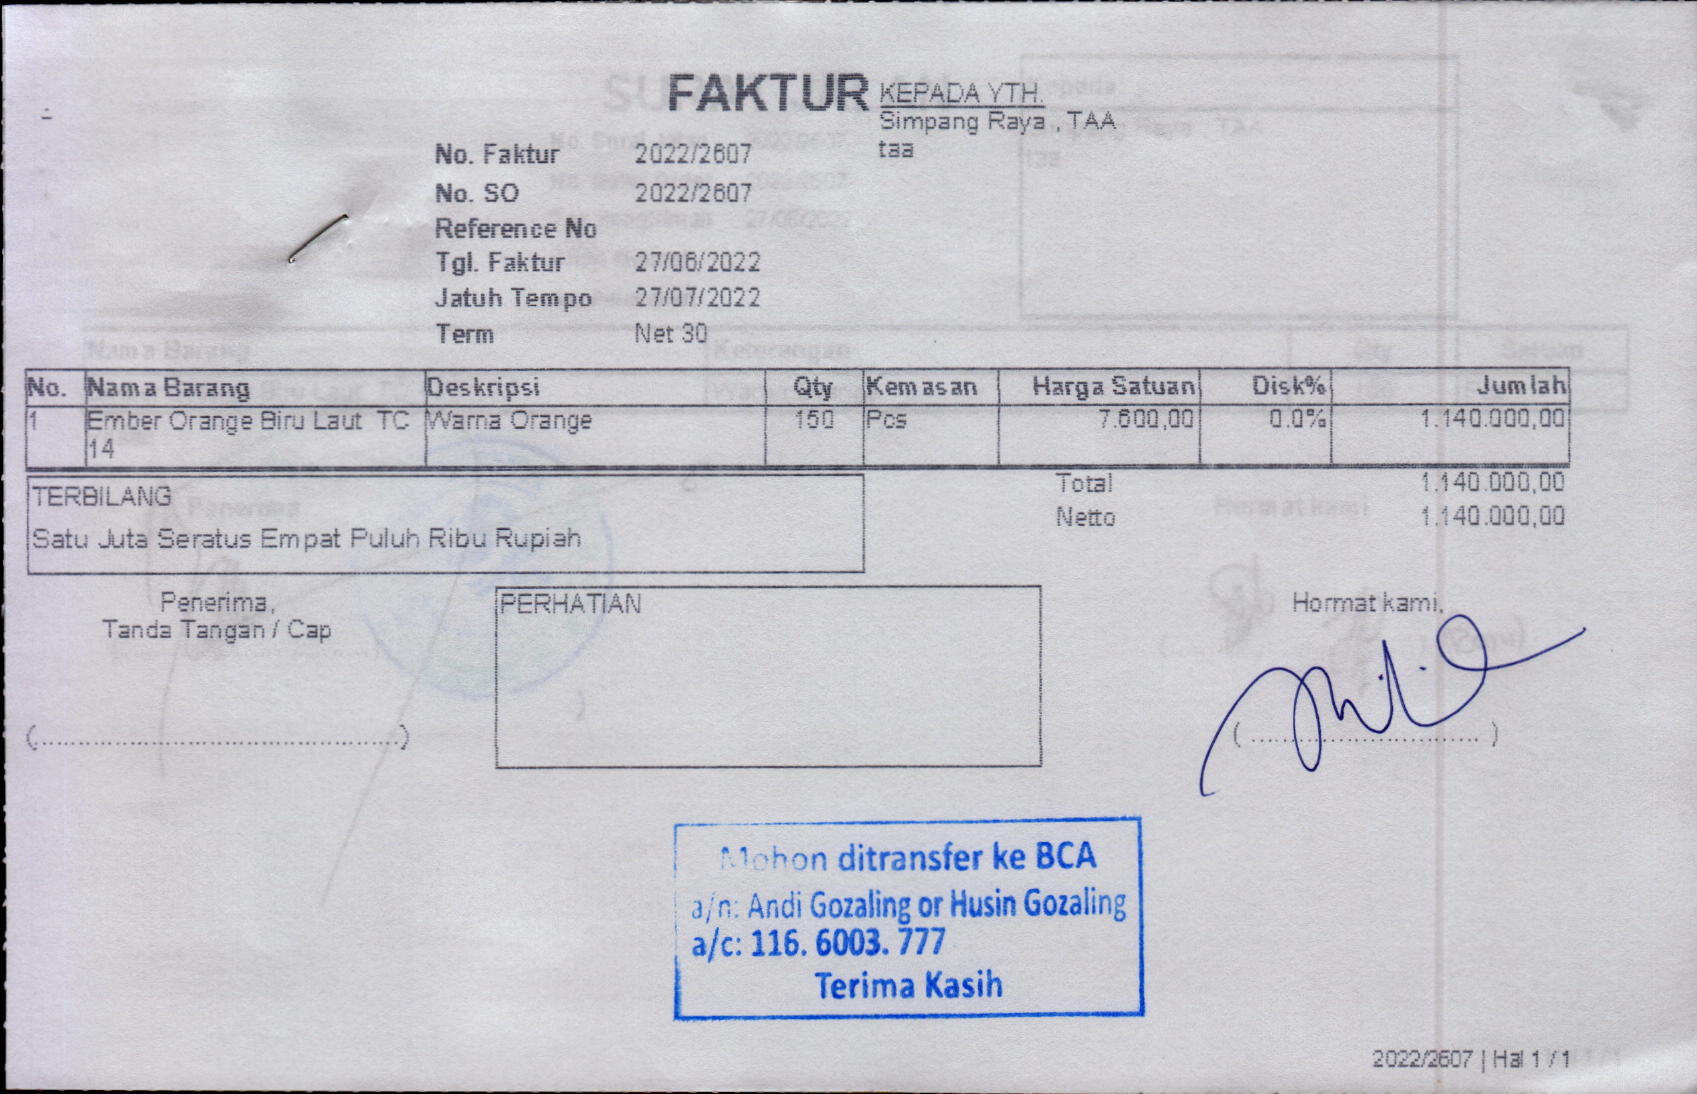 FAKTUR
KEPADA YTH.
Simpang Raya , TAA
taa
No. Faktur 2022/2607
No. SO 2022/2607
Reference No
Tgl. Faktur 27/06/2022
Jatuh Tempo 27/07/2022
Term Net 30
No. Nama Barang Deskripsi Qty Kemasan Harga Satuan Disk% Jumlah
1 Ember Orange Biru Laut TC 14 Warna Orange 150 Pcs 7.600,00 0.0% 1.140.000,00
Total 1.140.000,00
Netto 1.140.000,00
TERBILANG
Satu Juta Seratus Empat Puluh Ribu Rupiah
Penerima,
Tanda Tangan / Cap
(................................................)
PERHATIAN
Hormat kami,
( ................................ )
Mohon ditransfer ke BCA
a/n: Andi Gozaling or Husin Gozaling
a/c: 116. 6003. 777
Terima Kasih
2022/2607 | Hal 1 / 1